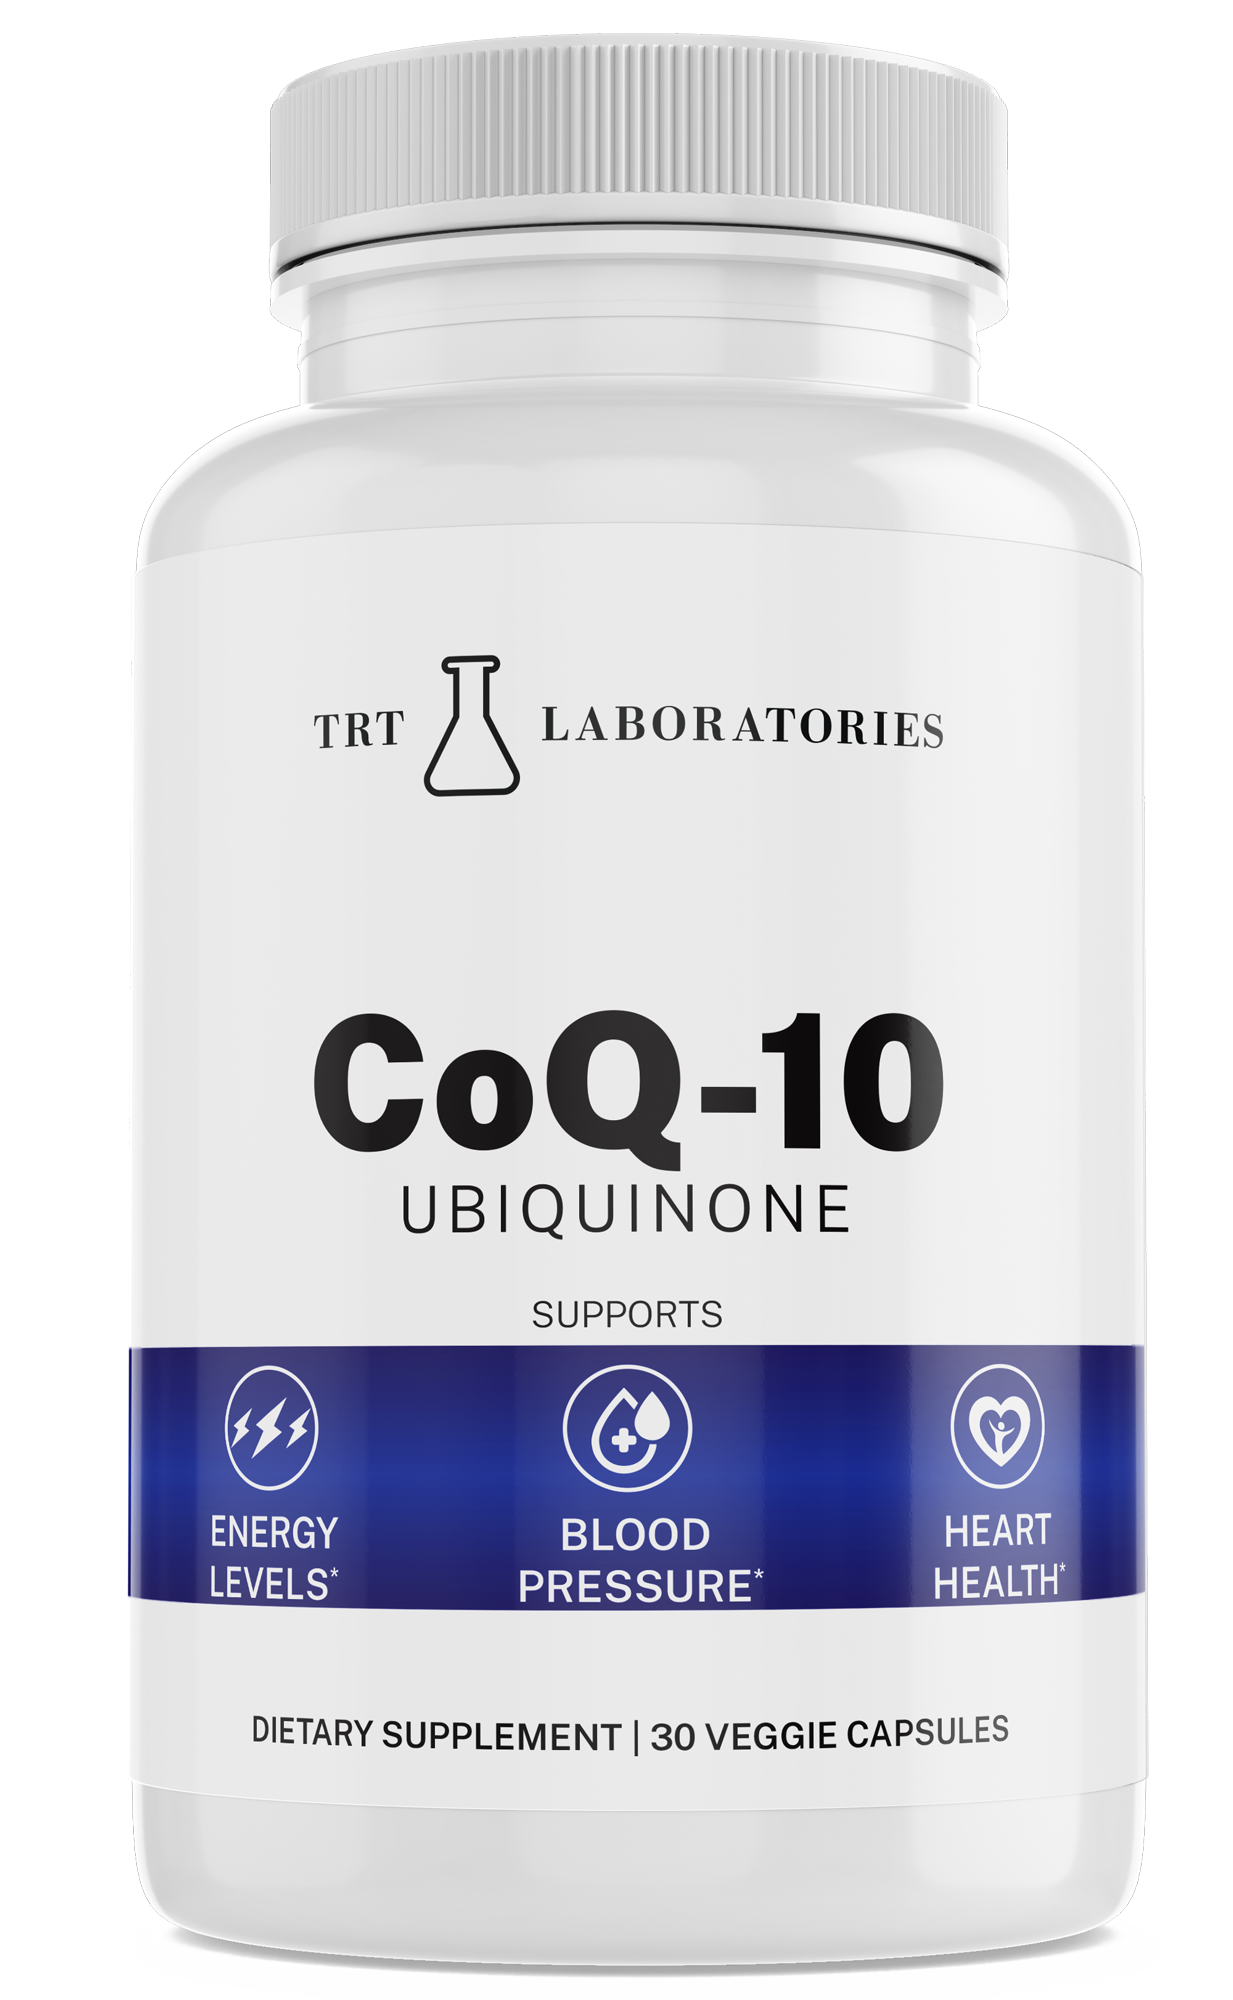 TRT LABORATORIES
CoQ-10
UBIQUINONE
SUPPORTS
ENERGY LEVELS*
BLOOD PRESSURE*
HEART HEALTH*
DIETARY SUPPLEMENT | 30 VEGGIE CAPSULES